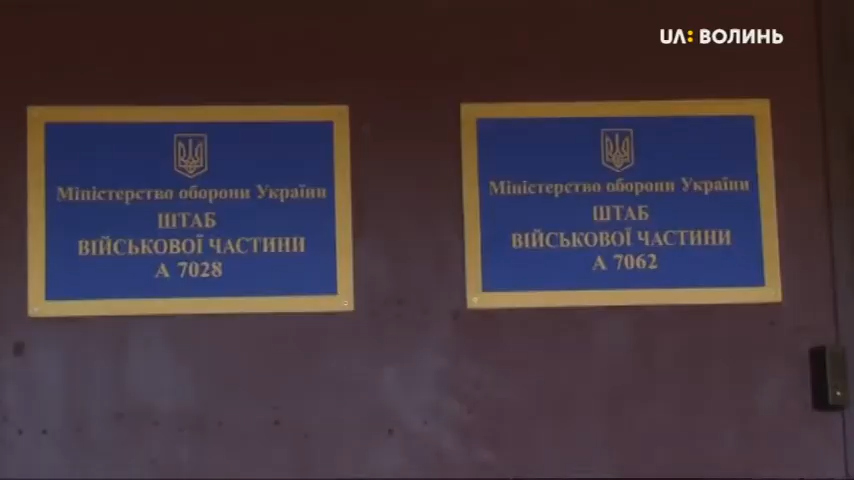 UA: ВОЛИНЬ
Міністерство оборони України
ШТАБ
ВІЙСЬКОВОЇ ЧАСТИНИ
А 7028
Міністерство оборони України
ШТАБ
ВІЙСЬКОВОЇ ЧАСТИНИ
А 7062